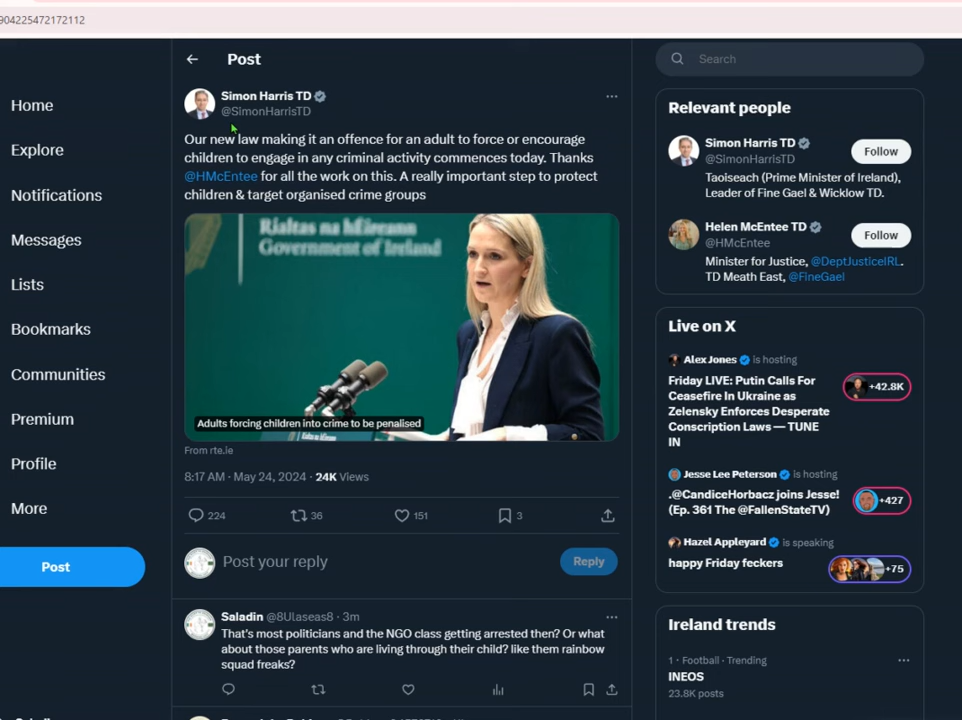 904225472172112
Post
Search
Home
Explore
Notifications
Messages
Lists
Bookmarks
Communities
Premium
Profile
More
Post
Simon Harris TD
@SimonHarrisTD
Our new law making it an offence for an adult to force or encourage
children to engage in any criminal activity commences today. Thanks
@HMcEntee for all the work on this. A really important step to protect
children & target organised crime groups
Rialtas na hÉireann
Government of Ireland
Adults forcing children into crime to be penalised
From rte.ie
8:17 AM · May 24, 2024 · 24K Views
224 36 151 3
Post your reply
Reply
Saladin @8Ulaseas8 · 3m
That's most politicians and the NGO class getting arrested then? Or what
about those parents who are living through their child? like them rainbow
squad freaks?
Relevant people
Simon Harris TD
@SimonHarrisTD
Follow
Taoiseach (Prime Minister of Ireland),
Leader of Fine Gael & Wicklow TD.
Helen McEntee TD
@HMcEntee
Follow
Minister for Justice, @DeptJusticeIRL.
TD Meath East, @FineGael
Live on X
Alex Jones is hosting
Friday LIVE: Putin Calls For
Ceasefire In Ukraine as
Zelensky Enforces Desperate
Conscription Laws — TUNE
IN
+42.8K
Jesse Lee Peterson is hosting
.@CandiceHorbacz joins Jesse!
(Ep. 361 The @FallenStateTV)
+427
Hazel Appleyard is speaking
happy Friday feckers
+75
Ireland trends
1 · Football · Trending
INEOS
23.8K posts